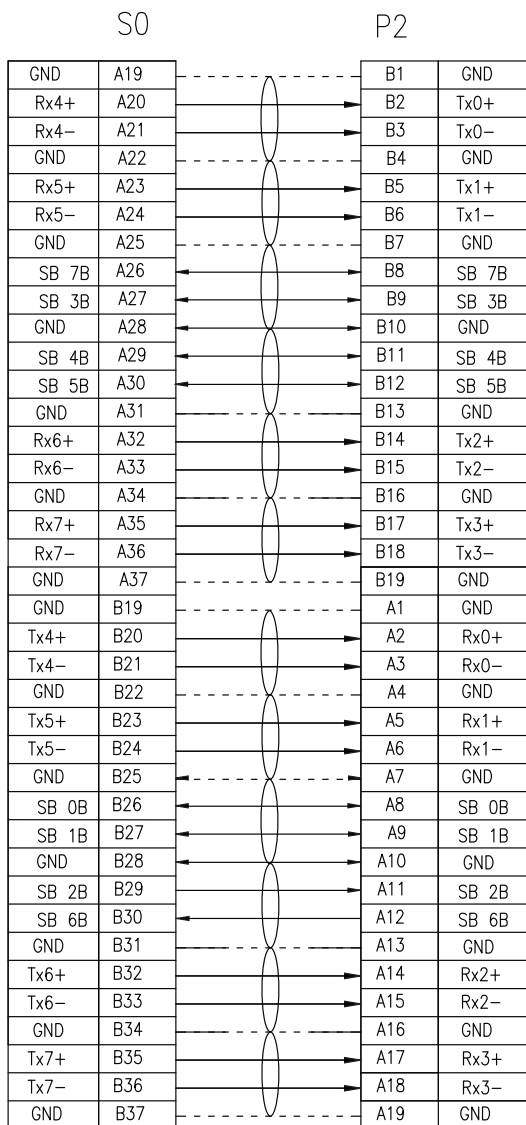 S0 P2
GND A19 B1 GND
Rx4+ A20 B2 Tx0+
Rx4- A21 B3 Tx0-
GND A22 B4 GND
Rx5+ A23 B5 Tx1+
Rx5- A24 B6 Tx1-
GND A25 B7 GND
SB 7B A26 B8 SB 7B
SB 3B A27 B9 SB 3B
GND A28 B10 GND
SB 4B A29 B11 SB 4B
SB 5B A30 B12 SB 5B
GND A31 B13 GND
Rx6+ A32 B14 Tx2+
Rx6- A33 B15 Tx2-
GND A34 B16 GND
Rx7+ A35 B17 Tx3+
Rx7- A36 B18 Tx3-
GND A37 B19 GND
GND B19 A1 GND
Tx4+ B20 A2 Rx0+
Tx4- B21 A3 Rx0-
GND B22 A4 GND
Tx5+ B23 A5 Rx1+
Tx5- B24 A6 Rx1-
GND B25 A7 GND
SB 0B B26 A8 SB 0B
SB 1B B27 A9 SB 1B
GND B28 A10 GND
SB 2B B29 A11 SB 2B
SB 6B B30 A12 SB 6B
GND B31 A13 GND
Tx6+ B32 A14 Rx2+
Tx6- B33 A15 Rx2-
GND B34 A16 GND
Tx7+ B35 A17 Rx3+
Tx7- B36 A18 Rx3-
GND B37 A19 GND